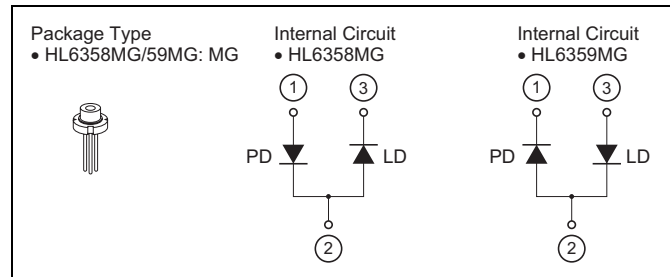 Package Type
• HL6358MG/59MG: MG
Internal Circuit
• HL6358MG
1 3
PD LD
2
Internal Circuit
• HL6359MG
1 3
PD LD
2